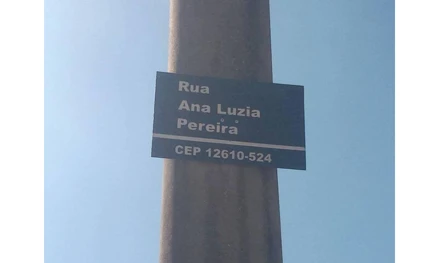 Rua
Ana Luzia
Pereira
CEP 12610-524